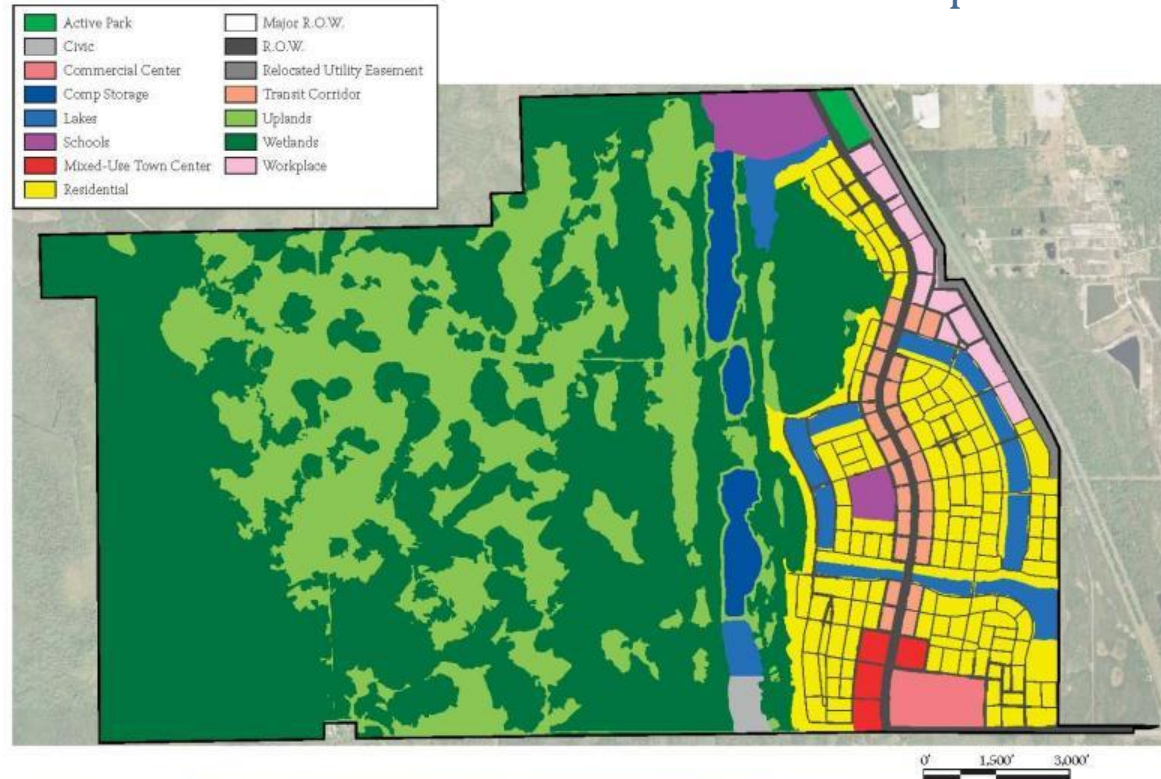 Active Park
Civic
Commercial Center
Comp Storage
Lakes
Schools
Mixed-Use Town Center
Residential
Major R.O.W.
R.O.W.
Relocated Utility Easement
Transit Corridor
Uplands
Wetlands
Workplace
0' 1,500' 3,000'